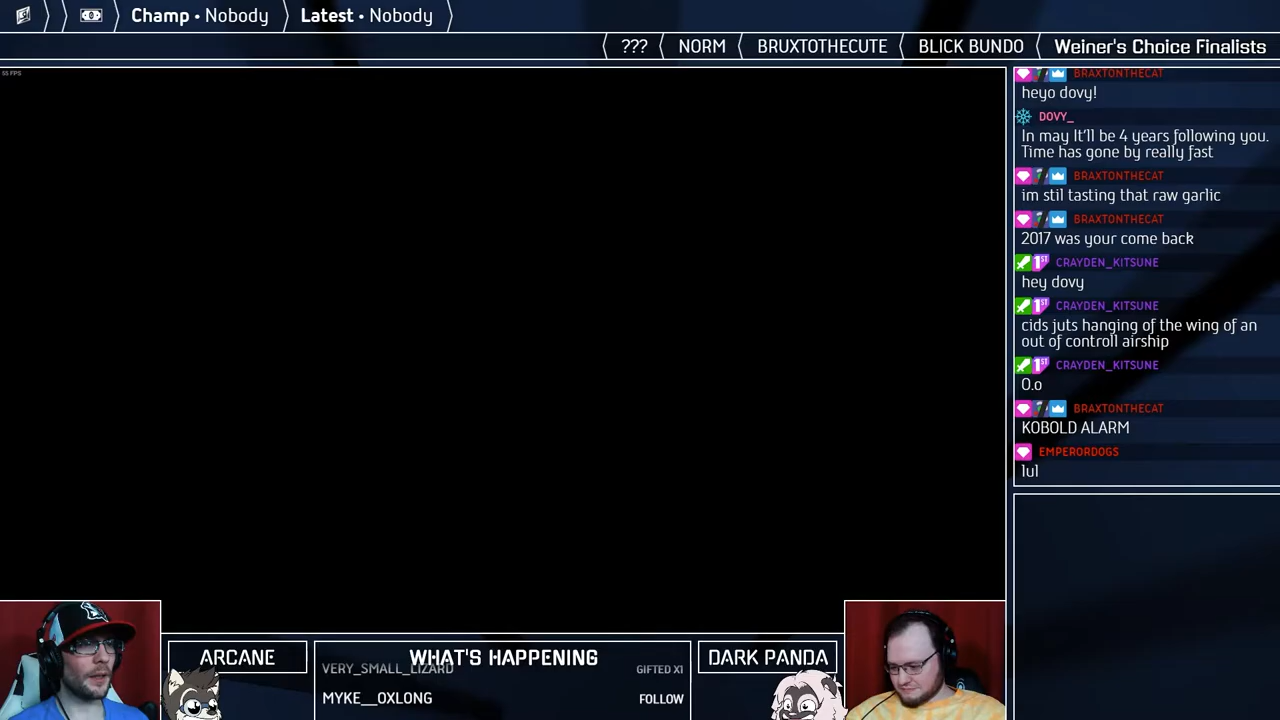 Champ • Nobody
Latest • Nobody
???
NORM
BRUXTOTHECUTE
BLICK BUNDO
Weiner's Choice Finalists
55 FPS
BRAXTONTHECAT
heyo dovy!
DOVY_
In may It'll be 4 years following you.
Time has gone by really fast
BRAXTONTHECAT
im stil tasting that raw garlic
BRAXTONTHECAT
2017 was your come back
CRAYDEN_KITSUNE
hey dovy
CRAYDEN_KITSUNE
cids juts hanging of the wing of an
out of controll airship
CRAYDEN_KITSUNE
O.o
BRAXTONTHECAT
KOBOLD ALARM
EMPERORDOGS
lul
ARCANE
WHAT'S HAPPENING
VERY_SMALL_LIZARD GIFTED X1
MYKE__OXLONG FOLLOW
DARK PANDA